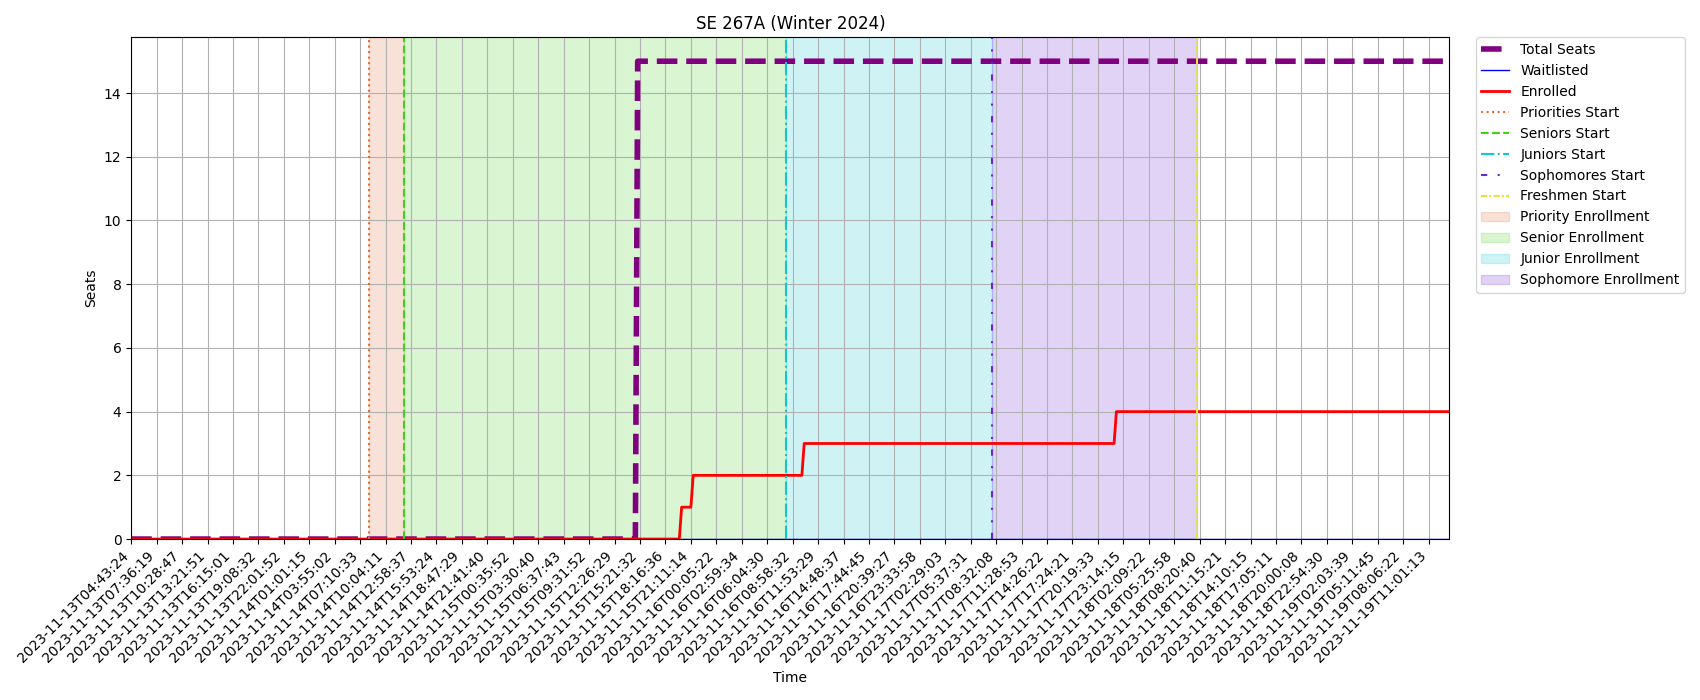 SE 267A (Winter 2024)
Total Seats
Waitlisted
Enrolled
Priorities Start
Seniors Start
Juniors Start
Sophomores Start
Freshmen Start
Priority Enrollment
Senior Enrollment
Junior Enrollment
Sophomore Enrollment
Seats
14
12
10
8
6
4
2
0
2023-11-13T04:43:24
2023-11-13T07:36:19
2023-11-13T10:28:47
2023-11-13T13:21:51
2023-11-13T16:15:01
2023-11-13T19:08:32
2023-11-13T22:01:52
2023-11-14T01:01:15
2023-11-14T03:55:02
2023-11-14T07:10:33
2023-11-14T10:04:11
2023-11-14T12:58:37
2023-11-14T15:53:24
2023-11-14T18:47:29
2023-11-14T21:41:40
2023-11-15T00:35:52
2023-11-15T03:30:40
2023-11-15T06:37:43
2023-11-15T09:31:52
2023-11-15T12:26:29
2023-11-15T15:21:32
2023-11-15T18:16:36
2023-11-15T21:11:14
2023-11-16T00:05:22
2023-11-16T02:59:34
2023-11-16T06:04:30
2023-11-16T08:58:32
2023-11-16T11:53:29
2023-11-16T14:48:37
2023-11-16T17:44:45
2023-11-16T20:39:27
2023-11-16T23:33:58
2023-11-17T02:29:03
2023-11-17T05:37:31
2023-11-17T08:32:08
2023-11-17T11:28:53
2023-11-17T14:26:22
2023-11-17T17:24:21
2023-11-17T20:19:33
2023-11-17T23:14:15
2023-11-18T02:09:22
2023-11-18T05:25:58
2023-11-18T08:20:40
2023-11-18T11:15:21
2023-11-18T14:10:15
2023-11-18T17:05:11
2023-11-18T20:00:08
2023-11-18T22:54:30
2023-11-19T02:03:39
2023-11-19T05:11:45
2023-11-19T08:06:22
2023-11-19T11:01:13
Time